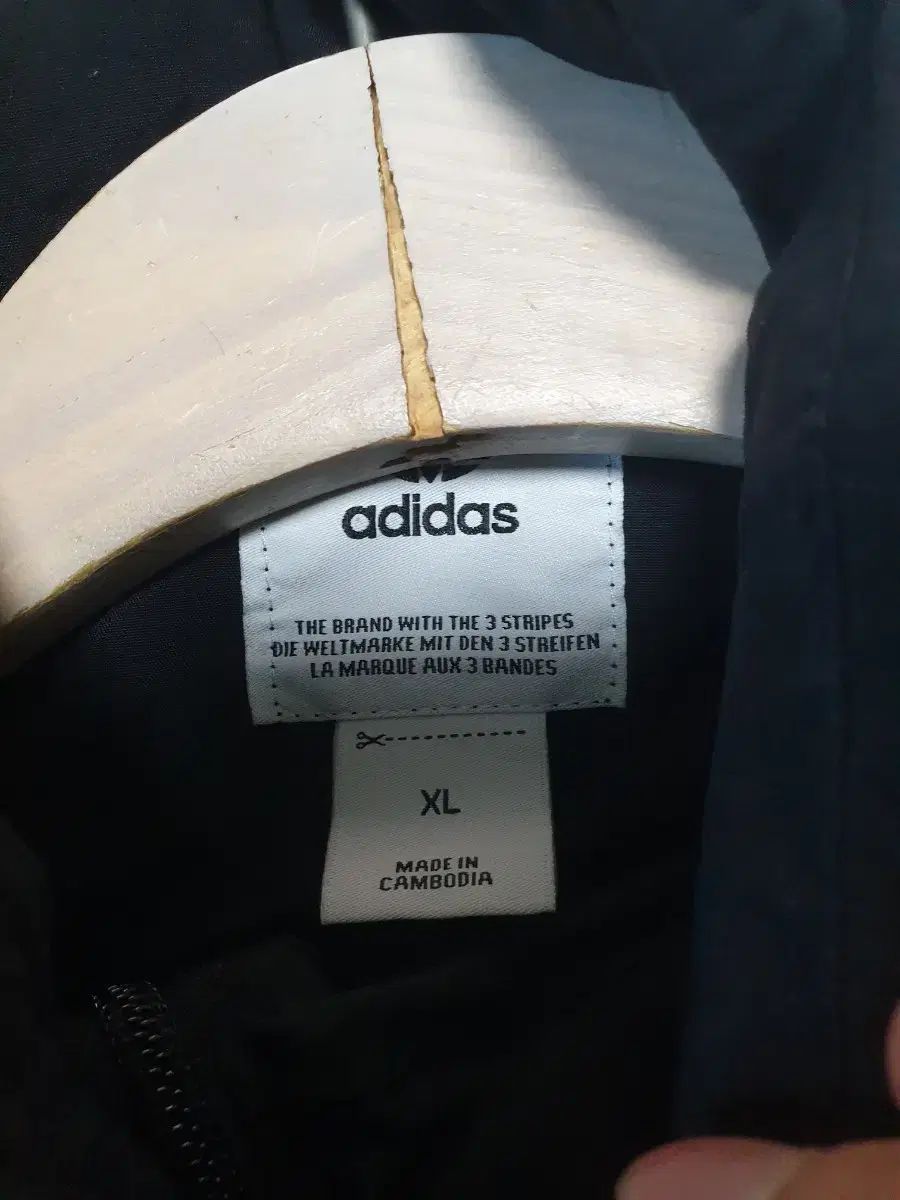 adidas
THE BRAND WITH THE 3 STRIPES
DIE WELTMARKE MIT DEN 3 STREIFEN
LA MARQUE AUX 3 BANDES
XL
MADE IN
CAMBODIA